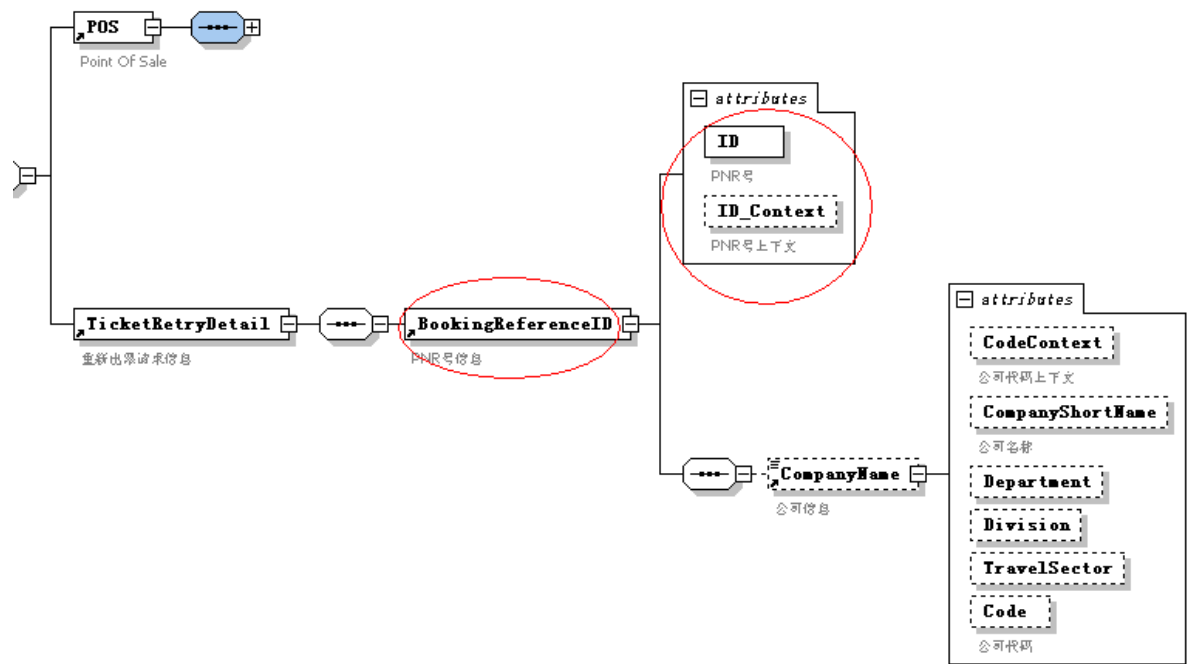 POS
Point Of Sale
attributes
ID
PNR号
ID_Context
PNR号上下文
TicketRetryDetail
重新出票请求信息
BookingReferenceID
PNR号信息
attributes
CodeContext
公司代码上下文
CompanyShortName
公司名称
CompanyName
公司信息
Department
Division
TravelSector
Code
公司代码